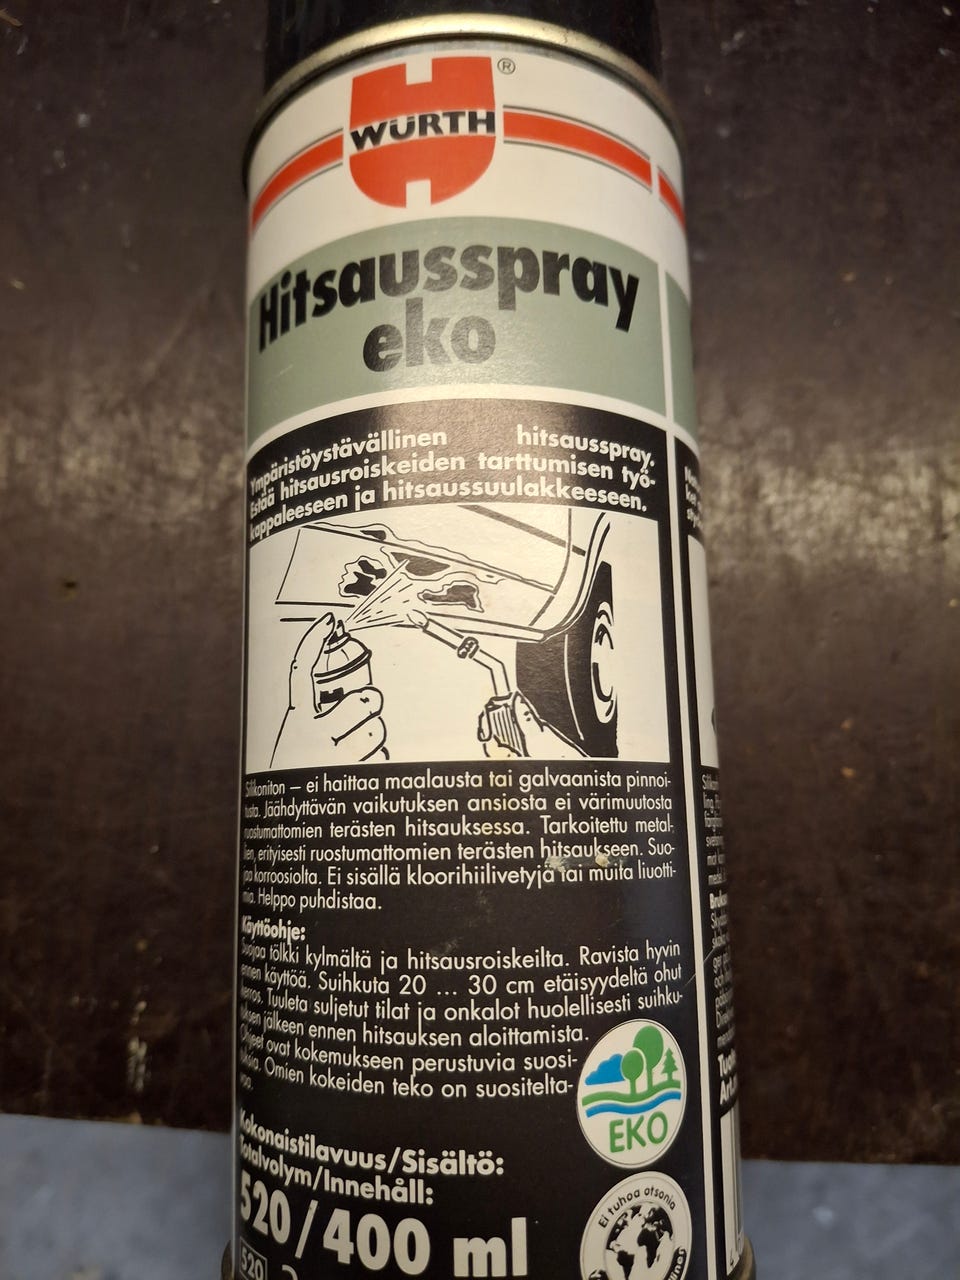 WÜRTH®
Hitsausspray
eko
Ympäristöystävällinen hitsausspray.
Estää hitsausroiskeiden tarttumisen työ-
kappaleeseen ja hitsaussuulakkeeseen.
Silikoniton – ei haittaa maalausta tai galvaanista pinnoi-
tusta. Jäähdyttävän vaikutuksen ansiosta ei värimuutosta
ruostumattomien terästen hitsauksessa. Tarkoitettu metal-
lien, erityisesti ruostumattomien terästen hitsaukseen. Suo-
jaa korroosiolta. Ei sisällä kloorihiilivetyjä tai muita liuotti-
mia. Helppo puhdistaa.
Käyttöohje:
Suojaa tölkki kylmältä ja hitsausroiskeilta. Ravista hyvin
ennen käyttöä. Suihkuta 20 ... 30 cm etäisyydeltä ohut
kerros. Tuuleta suljetut tilat ja onkalot huolellisesti suihku-
tuksen jälkeen ennen hitsauksen aloittamista.
Ohjeet ovat kokemukseen perustuvia suosi-
tuksia. Omien kokeiden teko on suositelta-
vaa.
EKO
Kokonaistilavuus/Sisältö:
Totalvolym/Innehåll:
520/400 ml
Ei tuhoa otsonia
520